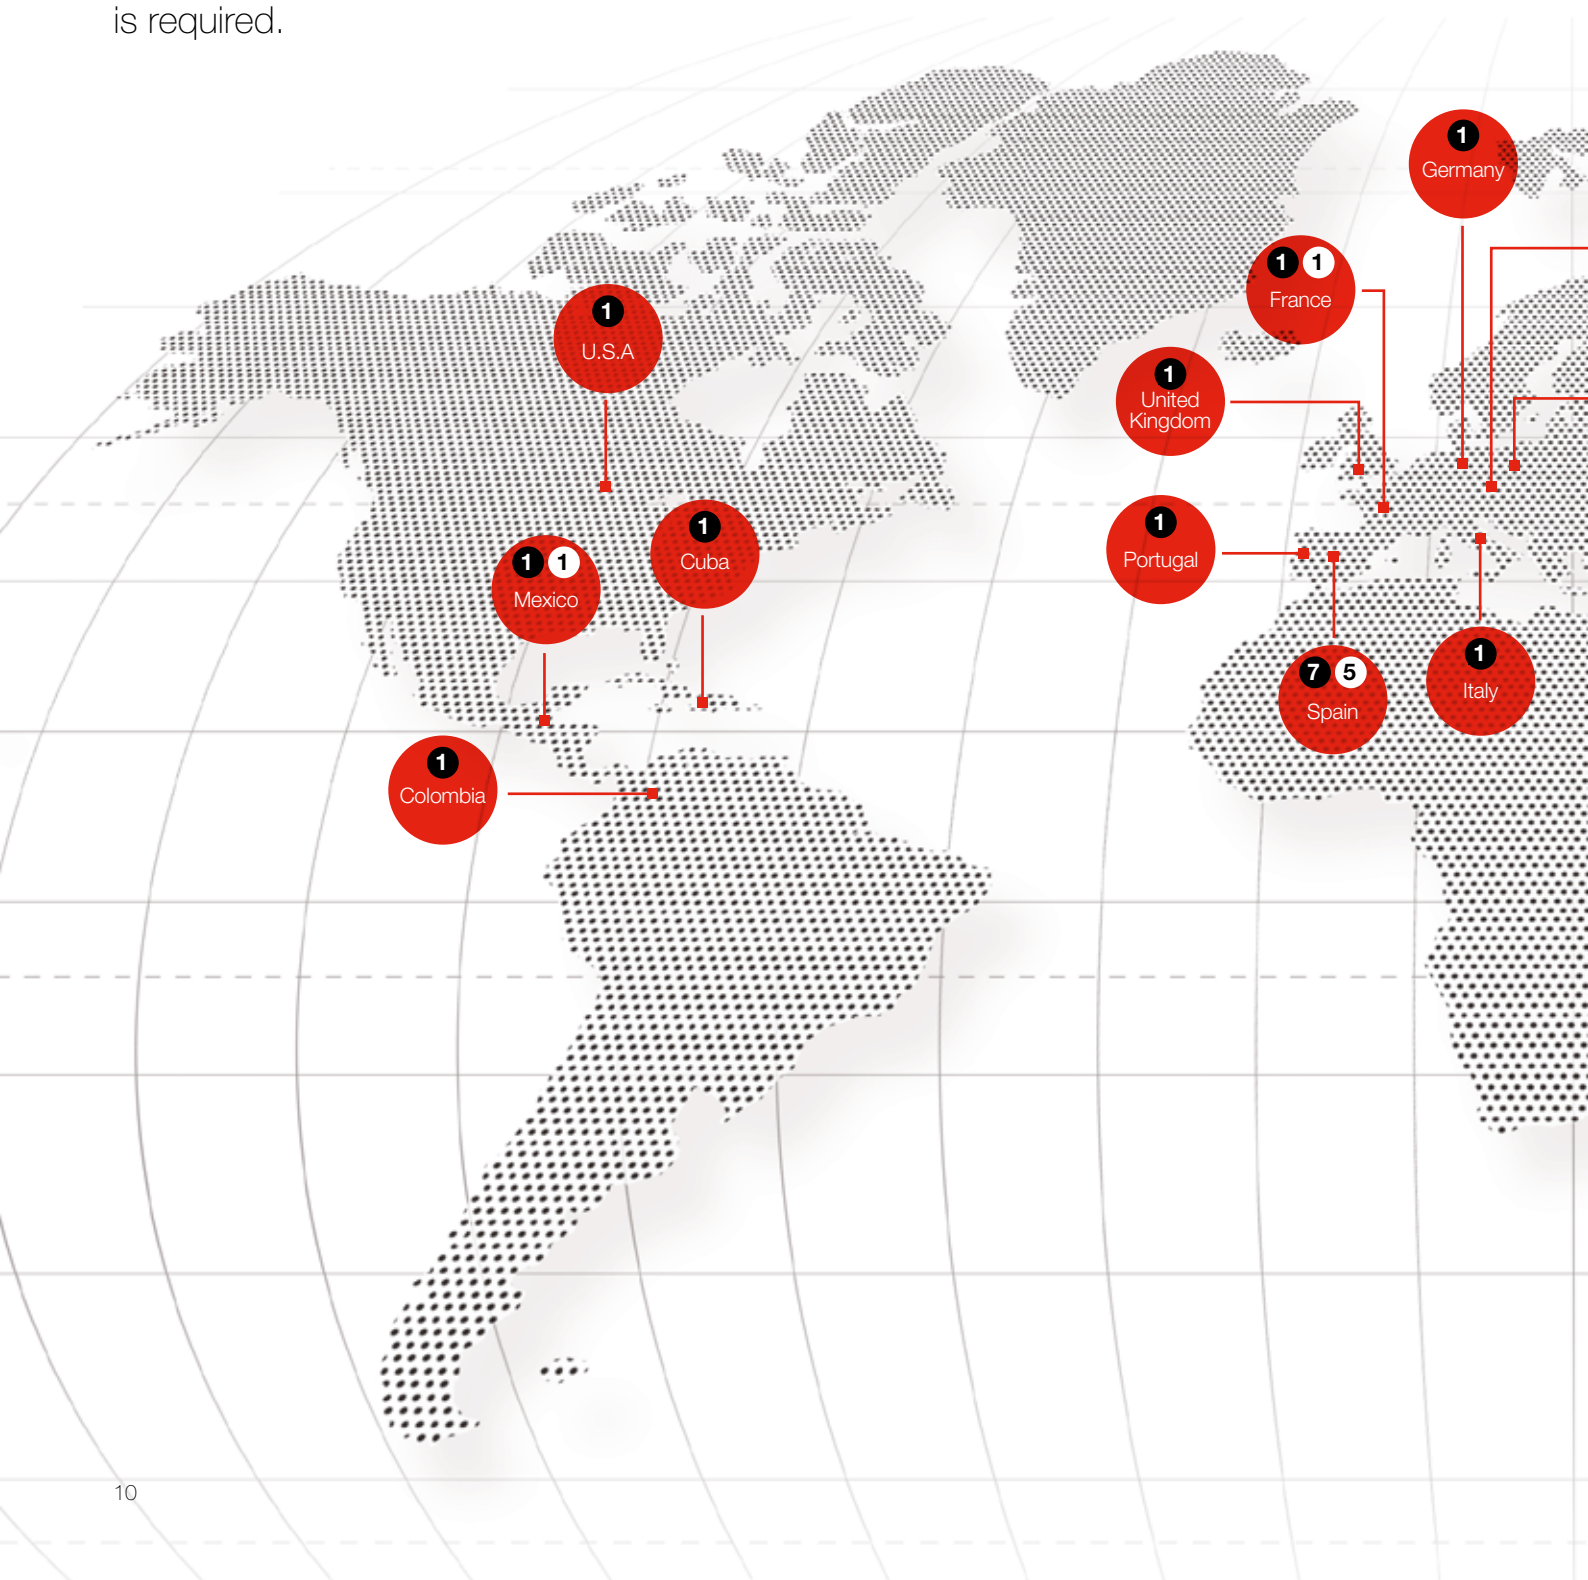 is required.
1
Germany
1 1
France
1
U.S.A
1
United
Kingdom
1
Portugal
1
Cuba
1 1
Mexico
7 5
Spain
1
Italy
1
Colombia
10